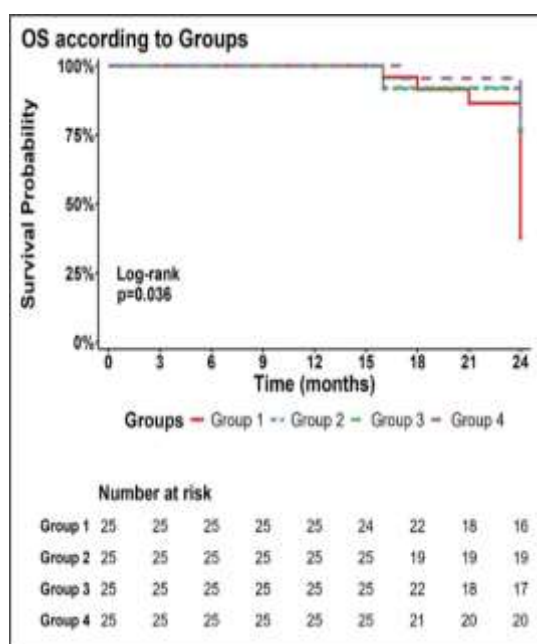 OS according to Groups
100%
75%
50%
25%
0%
Survival Probability
Log-rank
p=0.036
0 3 6 9 12 15 18 21 24
Time (months)
Groups Group 1 Group 2 Group 3 Group 4
Number at risk
Group 1 25 25 25 25 25 24 22 18 16
Group 2 25 25 25 25 25 25 19 19 19
Group 3 25 25 25 25 25 25 22 18 17
Group 4 25 25 25 25 25 25 21 20 20